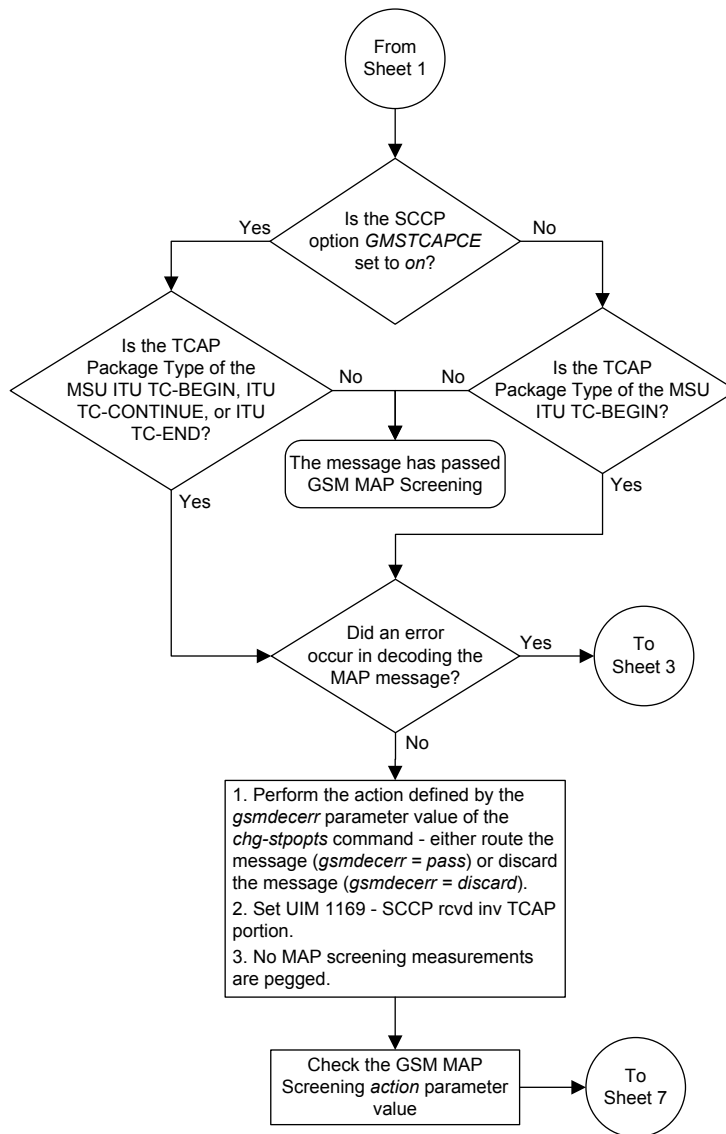 From
Sheet 1
Is the SCCP
option GMSTCAPCE
set to on?
Yes
No
Is the TCAP
Package Type of the
MSU ITU TC-BEGIN, ITU
TC-CONTINUE, or ITU
TC-END?
No
No
Is the TCAP
Package Type of the MSU
ITU TC-BEGIN?
The message has passed
GSM MAP Screening
Yes
Yes
Did an error
occur in decoding the
MAP message?
Yes
To
Sheet 3
No
1. Perform the action defined by the
gsmdecerr parameter value of the
chg-stpopts command - either route the
message (gsmdecerr = pass) or discard
the message (gsmdecerr = discard).
2. Set UIM 1169 - SCCP rcvd inv TCAP
portion.
3. No MAP screening measurements
are pegged.
Check the GSM MAP
Screening action parameter
value
To
Sheet 7